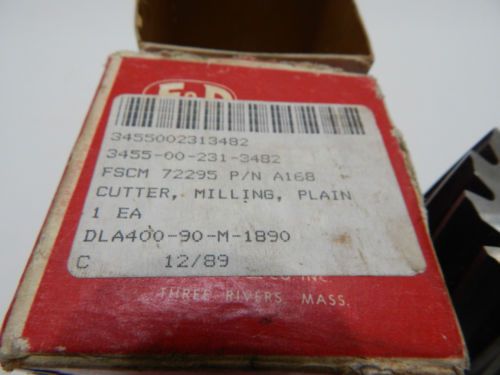 3455002313482
3455-00-231-3482
FSCM 72295 P/N A168
CUTTER, MILLING, PLAIN
1 EA
DLA400-90-M-1890
C 12/89
INC.
THREE RIVERS, MASS.